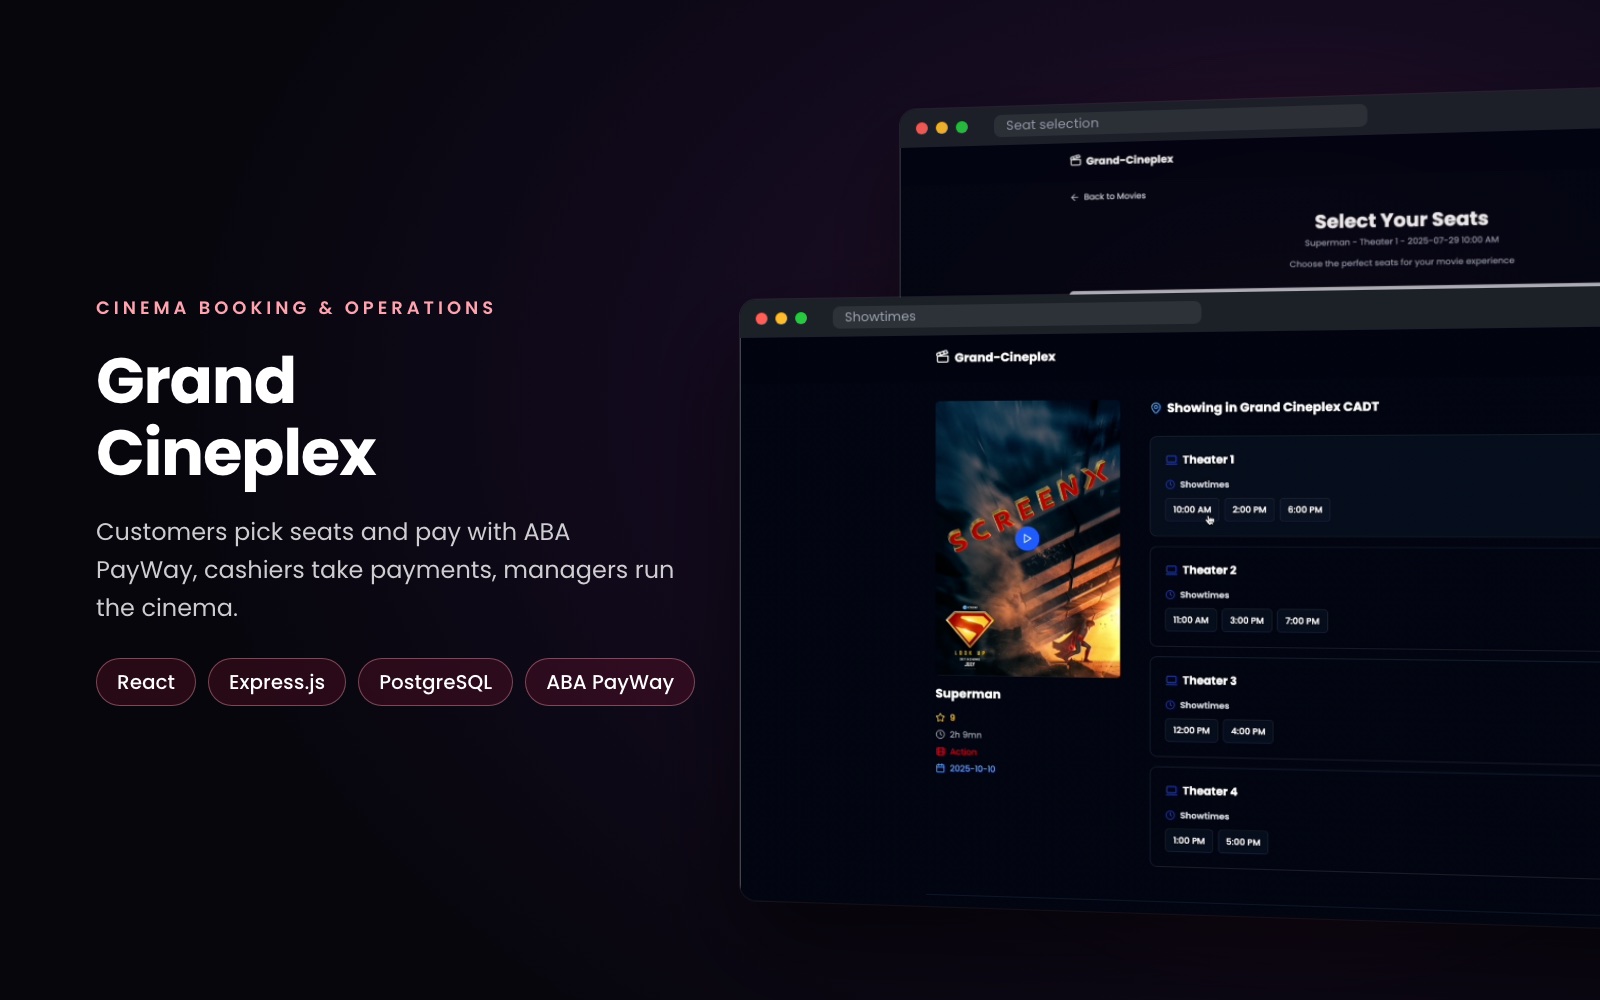 CINEMA BOOKING & OPERATIONS
Grand
Cineplex
Customers pick seats and pay with ABA
PayWay, cashiers take payments, managers run
the cinema.
React
Express.js
PostgreSQL
ABA PayWay
Seat selection
Grand-Cineplex
Back to Movies
Select Your Seats
Superman - Theater 1 - 2025-07-29 10:00 AM
Choose the perfect seats for your movie experience
Showtimes
Grand-Cineplex
SCREENX
LOOK UP
JULY
Superman
9
2h 9mn
Action
2025-10-10
Showing in Grand Cineplex CADT
Theater 1
Showtimes
10:00 AM 2:00 PM 6:00 PM
Theater 2
Showtimes
11:00 AM 3:00 PM 7:00 PM
Theater 3
Showtimes
12:00 PM 4:00 PM
Theater 4
Showtimes
1:00 PM 5:00 PM